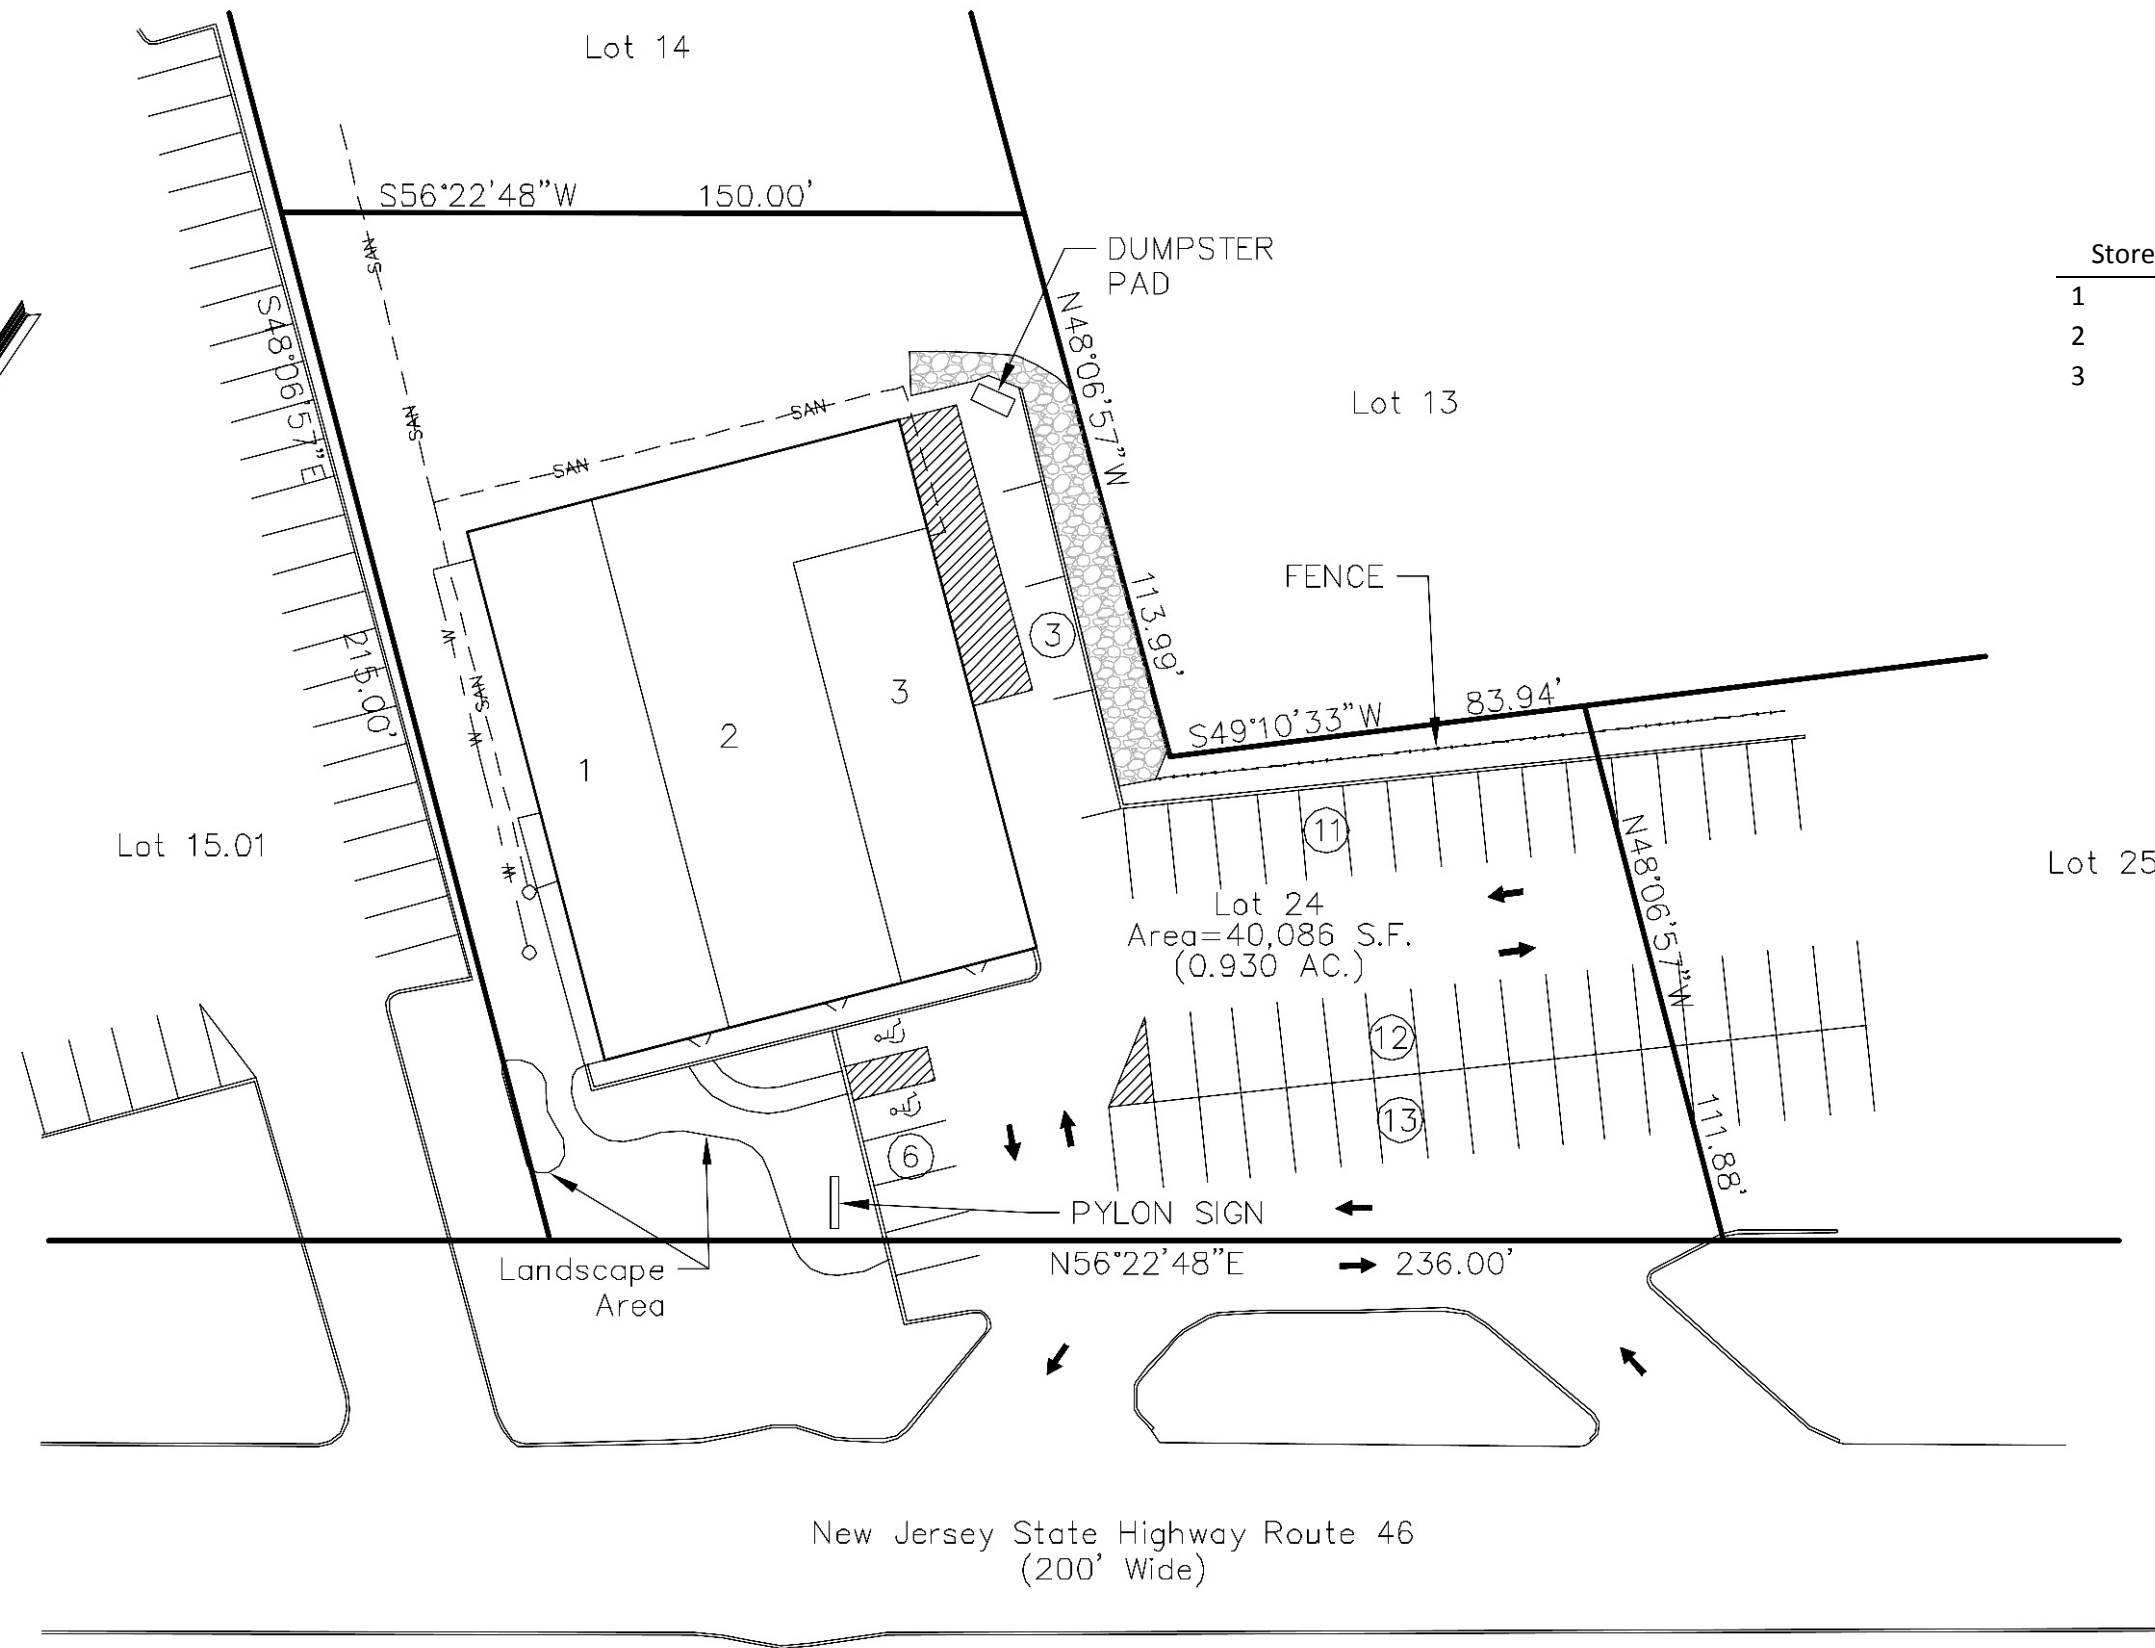 Lot 14
S56°22'48"W 150.00'
DUMPSTER
PAD
Store
1
2
3
SAN
S48°06'57"E
N48°06'57"W
Lot 13
SAN
SAN
SAN
FENCE
113.99'
3
W
215.00'
SAN
3
W
2
1
S49°10'33"W 83.94'
11
Lot 15.01
N48°06'57"W
Lot 25
W
Lot 24
Area=40,086 S.F.
(0.930 AC.)
12
13
6
111.88'
PYLON SIGN
N56°22'48"E 236.00'
Landscape
Area
New Jersey State Highway Route 46
(200' Wide)